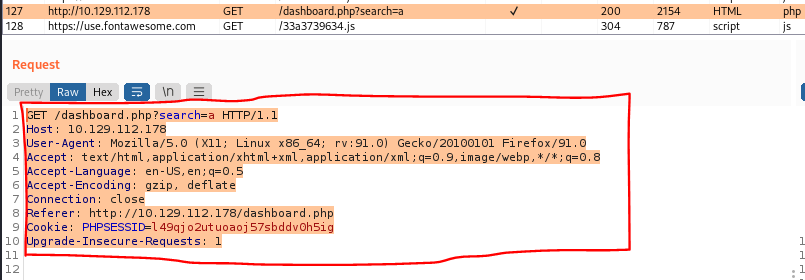 127 http://10.129.112.178 GET /dashboard.php?search=a ✓ 200 2154 HTML php
128 https://use.fontawesome.com GET /33a3739634.js 304 787 script js
Request
Pretty Raw Hex \n
1 GET /dashboard.php?search=a HTTP/1.1
2 Host: 10.129.112.178
3 User-Agent: Mozilla/5.0 (X11; Linux x86_64; rv:91.0) Gecko/20100101 Firefox/91.0
4 Accept: text/html,application/xhtml+xml,application/xml;q=0.9,image/webp,*/*;q=0.8
5 Accept-Language: en-US,en;q=0.5
6 Accept-Encoding: gzip, deflate
7 Connection: close
8 Referer: http://10.129.112.178/dashboard.php
9 Cookie: PHPSESSID=l49qjo2utuoaoj57sbddv0h5ig
10 Upgrade-Insecure-Requests: 1
11
12